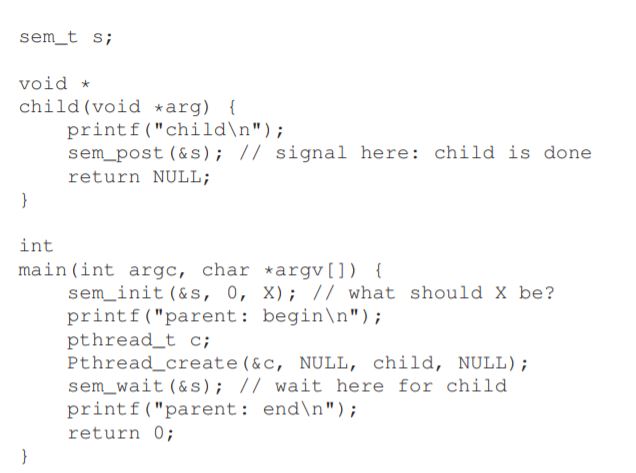 sem_t s;
void *
child(void *arg) {
printf("child\n");
sem_post(&s); // signal here: child is done
return NULL;
}
int
main(int argc, char *argv[]) {
sem_init(&s, 0, X); // what should X be?
printf("parent: begin\n");
pthread_t c;
Pthread_create(&c, NULL, child, NULL);
sem_wait(&s); // wait here for child
printf("parent: end\n");
return 0;
}